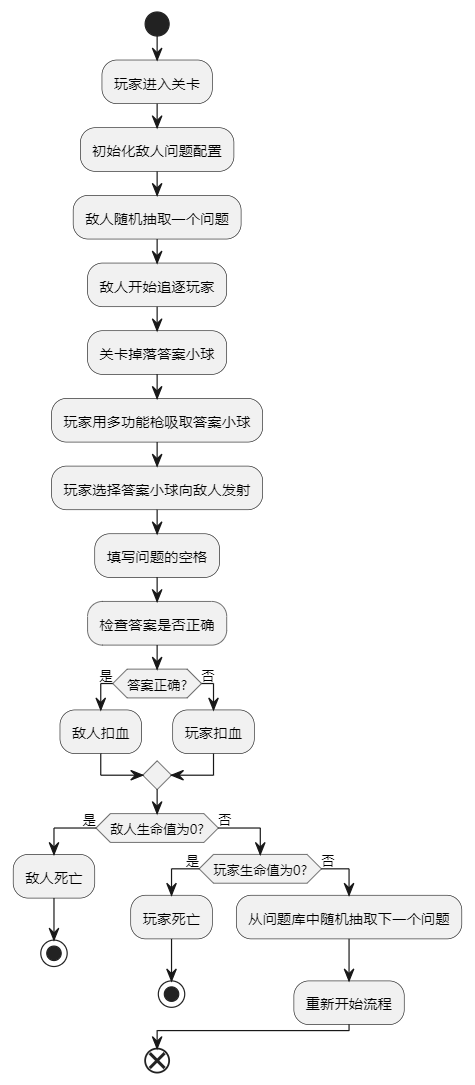 玩家进入关卡
初始化敌人问题配置
敌人随机抽取一个问题
敌人开始追逐玩家
关卡掉落答案小球
玩家用多功能枪吸取答案小球
玩家选择答案小球向敌人发射
填写问题的空格
检查答案是否正确
是
答案正确?
否
敌人扣血
玩家扣血
是
敌人生命值为0?
否
敌人死亡
是
玩家生命值为0?
否
玩家死亡
从问题库中随机抽取下一个问题
重新开始流程